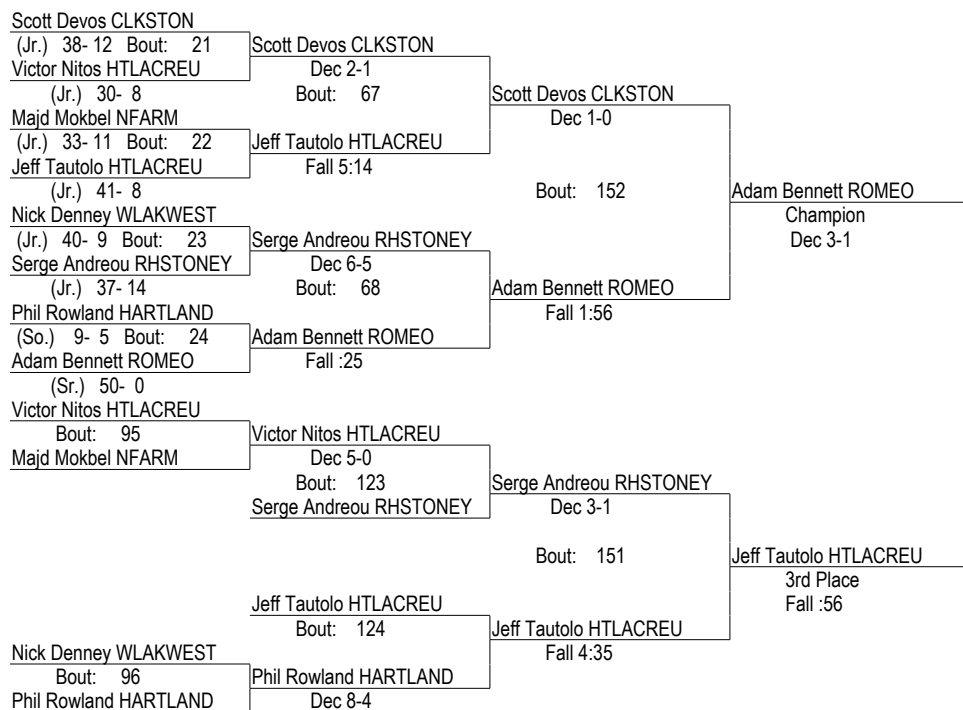 Scott Devos CLKSTON
(Jr.) 38- 12 Bout: 21
Scott Devos CLKSTON
Victor Nitos HTLACREU
Dec 2-1
(Jr.) 30- 8
Bout: 67
Scott Devos CLKSTON
Majd Mokbel NFARM
Dec 1-0
(Jr.) 33- 11 Bout: 22
Jeff Tautolo HTLACREU
Jeff Tautolo HTLACREU
Fall 5:14
(Jr.) 41- 8
Bout: 152
Adam Bennett ROMEO
Nick Denney WLAKWEST
Champion
(Jr.) 40- 9 Bout: 23
Serge Andreou RHSTONEY
Dec 3-1
Serge Andreou RHSTONEY
Dec 6-5
(Jr.) 37- 14
Bout: 68
Adam Bennett ROMEO
Phil Rowland HARTLAND
Fall 1:56
(So.) 9- 5 Bout: 24
Adam Bennett ROMEO
Adam Bennett ROMEO
Fall :25
(Sr.) 50- 0
Victor Nitos HTLACREU
Bout: 95
Victor Nitos HTLACREU
Majd Mokbel NFARM
Dec 5-0
Bout: 123
Serge Andreou RHSTONEY
Serge Andreou RHSTONEY
Dec 3-1
Bout: 151
Jeff Tautolo HTLACREU
3rd Place
Jeff Tautolo HTLACREU
Fall :56
Bout: 124
Jeff Tautolo HTLACREU
Nick Denney WLAKWEST
Fall 4:35
Bout: 96
Phil Rowland HARTLAND
Phil Rowland HARTLAND
Dec 8-4